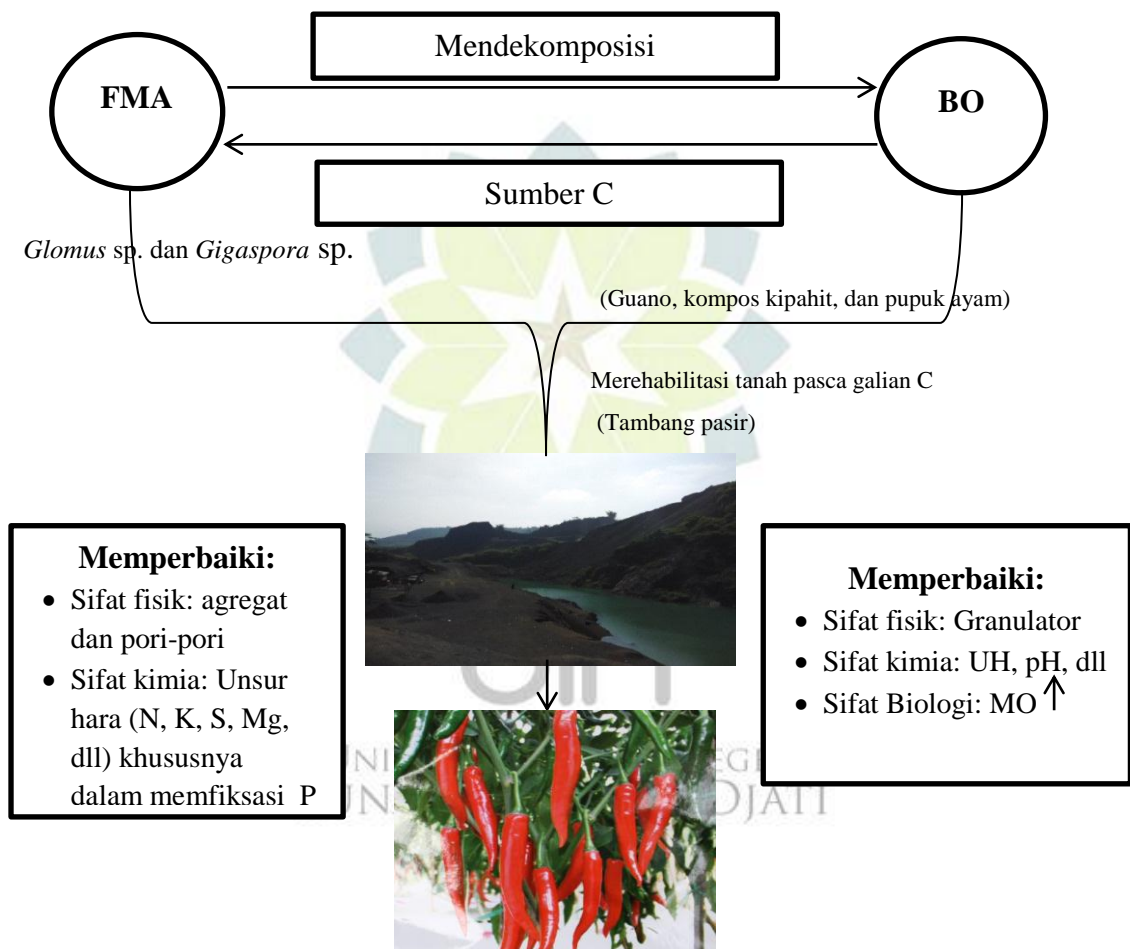 Mendekomposisi
FMA
BO
Sumber C
Glomus sp. dan Gigaspora sp.
(Guano, kompos kipahit, dan pupuk ayam)
Merehabilitasi tanah pasca galian C
(Tambang pasir)
Memperbaiki:
• Sifat fisik: agregat
dan pori-pori
• Sifat kimia: Unsur
hara (N, K, S, Mg,
dll) khususnya
dalam memfiksasi P
Memperbaiki:
• Sifat fisik: Granulator
• Sifat kimia: UH, pH, dll
• Sifat Biologi: MO ↑
DJATI